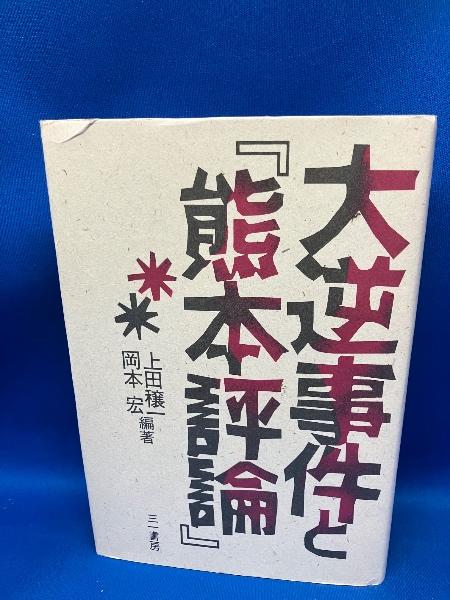 大逆事件と
『熊本評論』
上田穣一
岡本宏
編著
三一書房